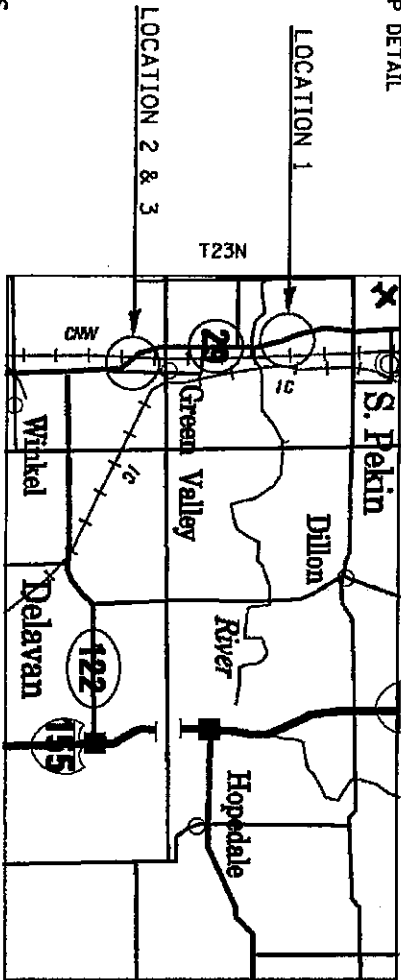 P DETAIL
LOCATION 1
LOCATION 2 & 3
T23N
CNW
29
IC
S. Pekin
Green Valley
Dillon
IC
Winkel
River
Delavan
122
155
Hopedale
S